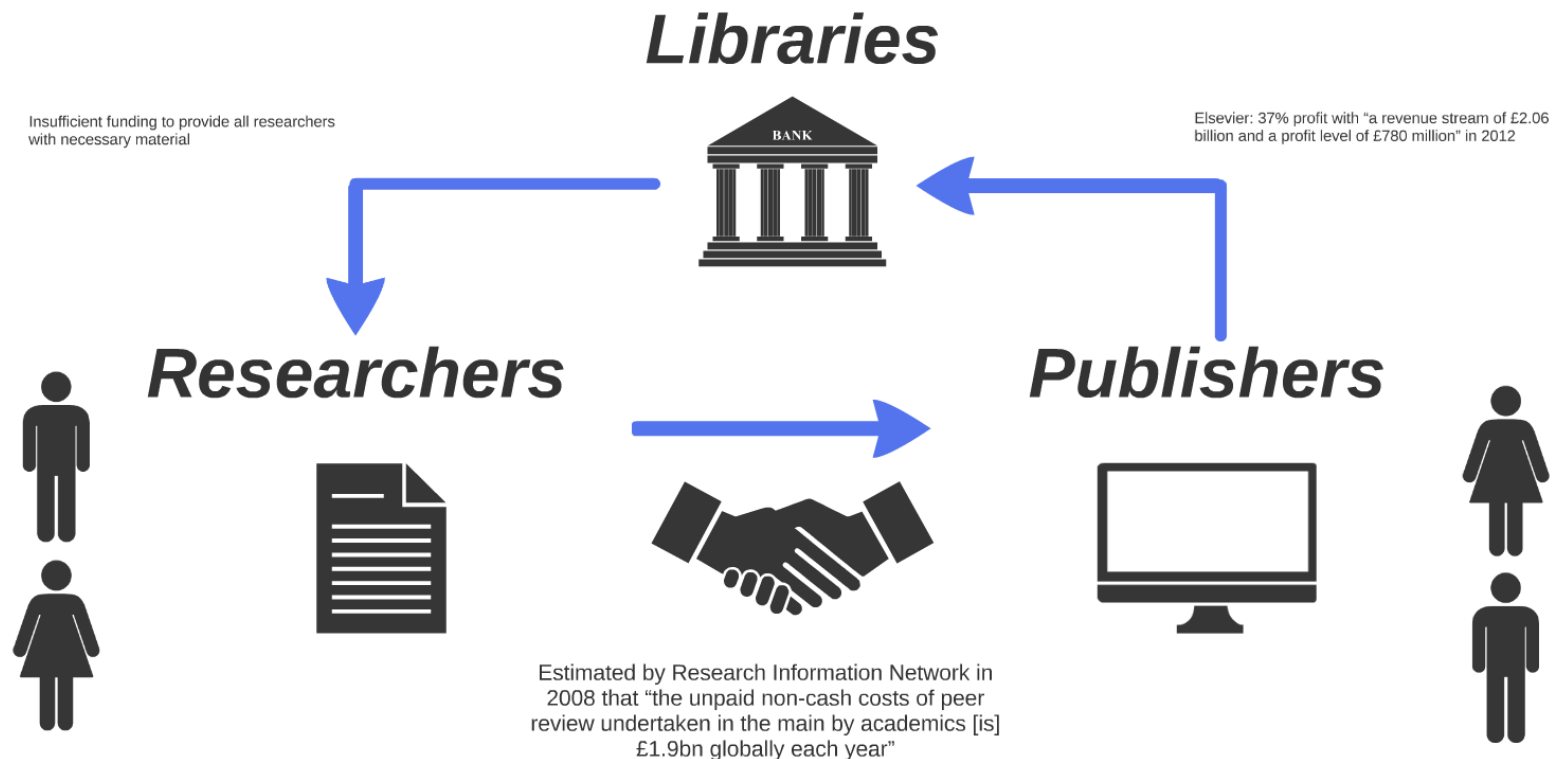 Libraries
Insufficient funding to provide all researchers
with necessary material
BANK
Elsevier: 37% profit with “a revenue stream of £2.06
billion and a profit level of £780 million” in 2012
Researchers
Publishers
Estimated by Research Information Network in
2008 that “the unpaid non-cash costs of peer
review undertaken in the main by academics [is]
£1.9bn globally each year”